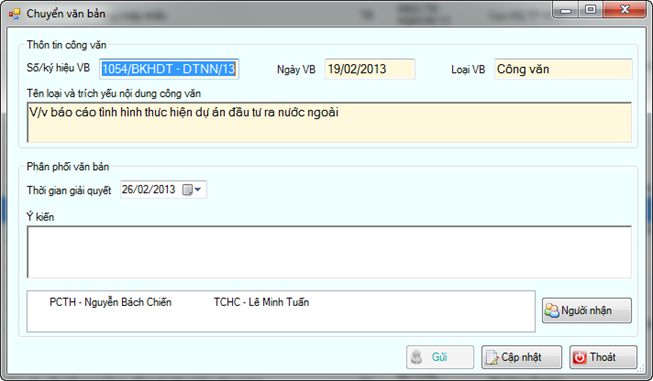 Chuyển văn bản
Thôn tin công văn
Số/ký hiệu VB 1054/BKHDT - DTNN/13 Ngày VB 19/02/2013 Loại VB Công văn
Tên loại và trích yếu nội dung công văn
V/v báo cáo tình hình thưc hiện dự án đầu tư ra nước ngoài
Phân phối văn bản
Thời gian giải quyết 26/02/2013
Ý kiến
PCTH - Nguyễn Bách Chiến TCHC - Lê Minh Tuấn
Người nhận
Gửi Cập nhật Thoát